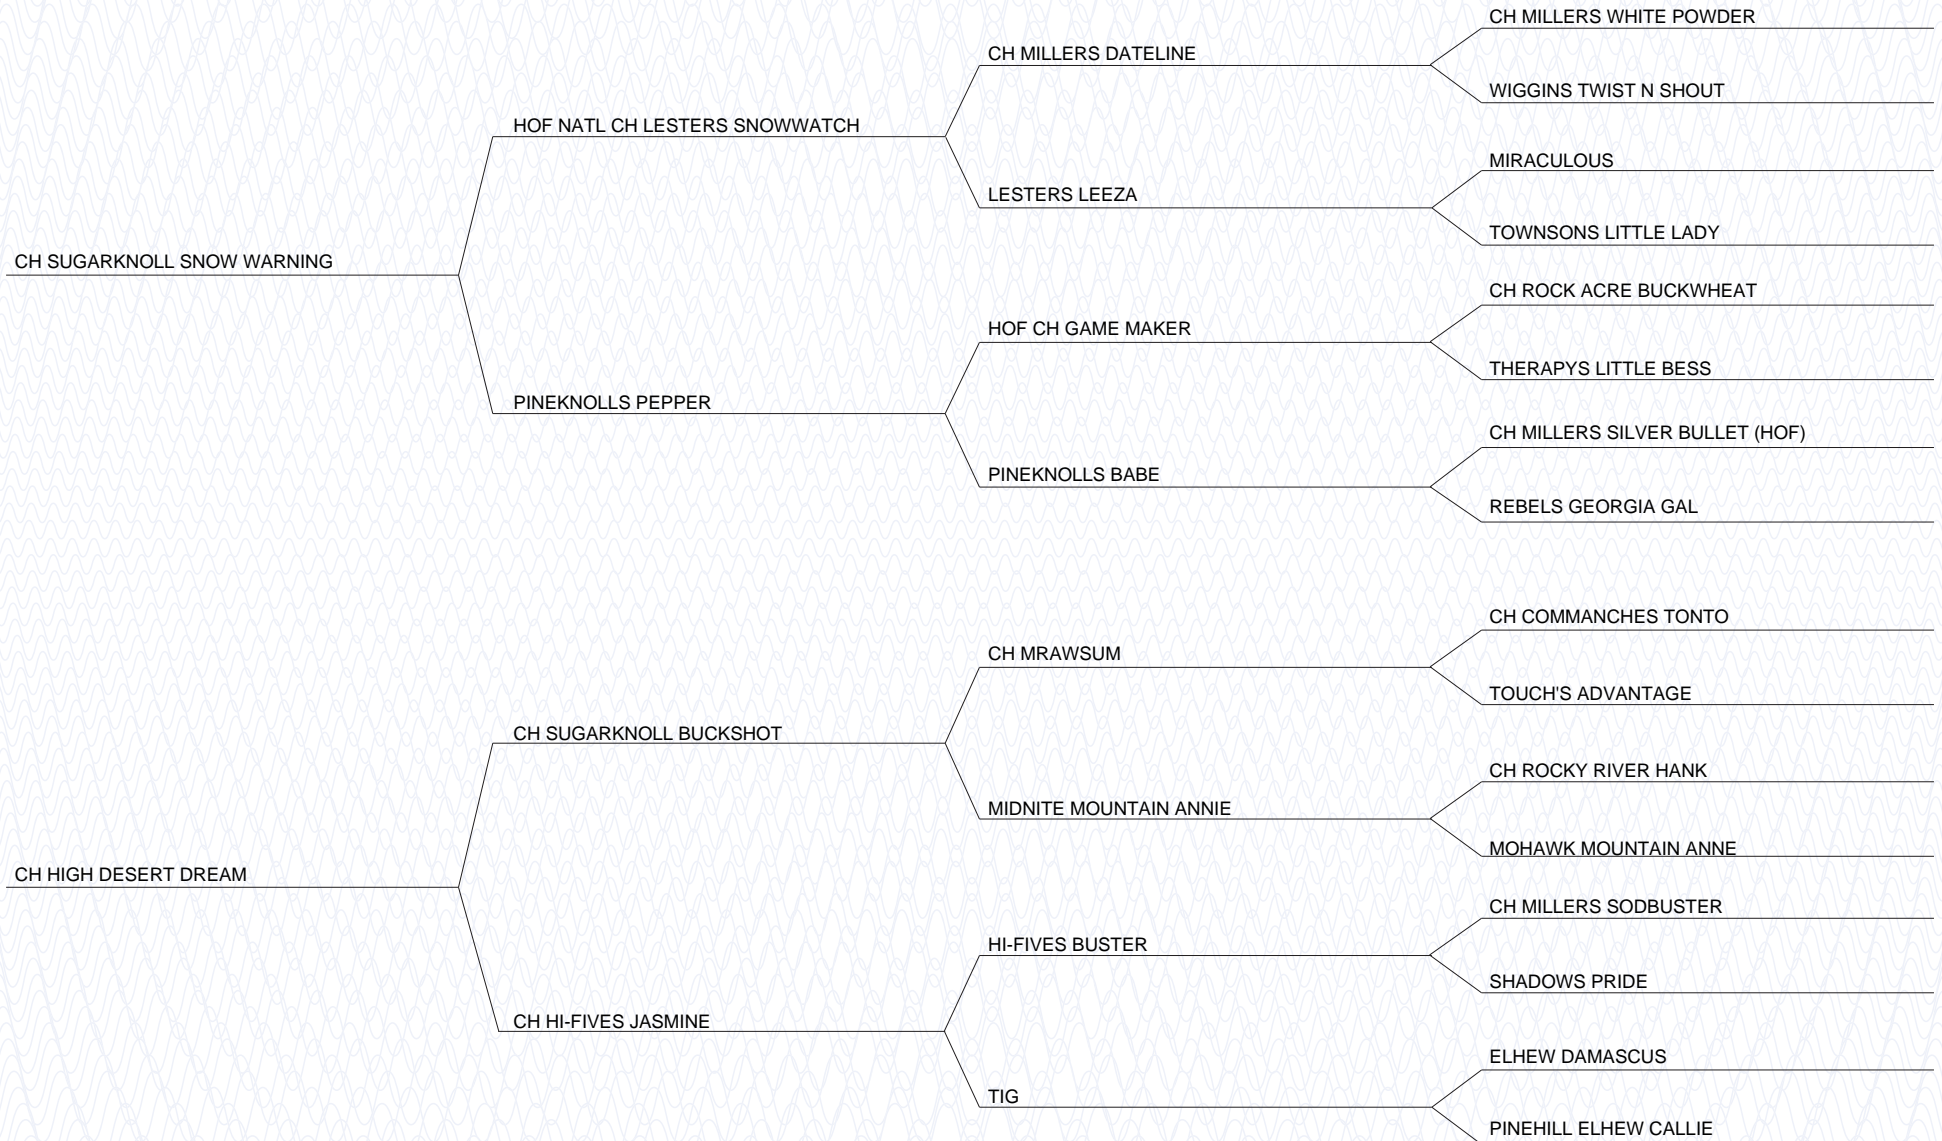 CH MILLERS WHITE POWDER
CH MILLERS DATELINE
WIGGINS TWIST N SHOUT
HOF NATL CH LESTERS SNOWWATCH
MIRACULOUS
LESTERS LEEZA
TOWNSONS LITTLE LADY
CH SUGARKNOLL SNOW WARNING
CH ROCK ACRE BUCKWHEAT
HOF CH GAME MAKER
THERAPYS LITTLE BESS
PINEKNOLLS PEPPER
CH MILLERS SILVER BULLET (HOF)
PINEKNOLLS BABE
REBELS GEORGIA GAL
CH COMMANCHES TONTO
CH MRAWSUM
TOUCH'S ADVANTAGE
CH SUGARKNOLL BUCKSHOT
CH ROCKY RIVER HANK
MIDNITE MOUNTAIN ANNIE
MOHAWK MOUNTAIN ANNE
CH HIGH DESERT DREAM
CH MILLERS SODBUSTER
HI-FIVES BUSTER
SHADOWS PRIDE
CH HI-FIVES JASMINE
ELHEW DAMASCUS
TIG
PINEHILL ELHEW CALLIE